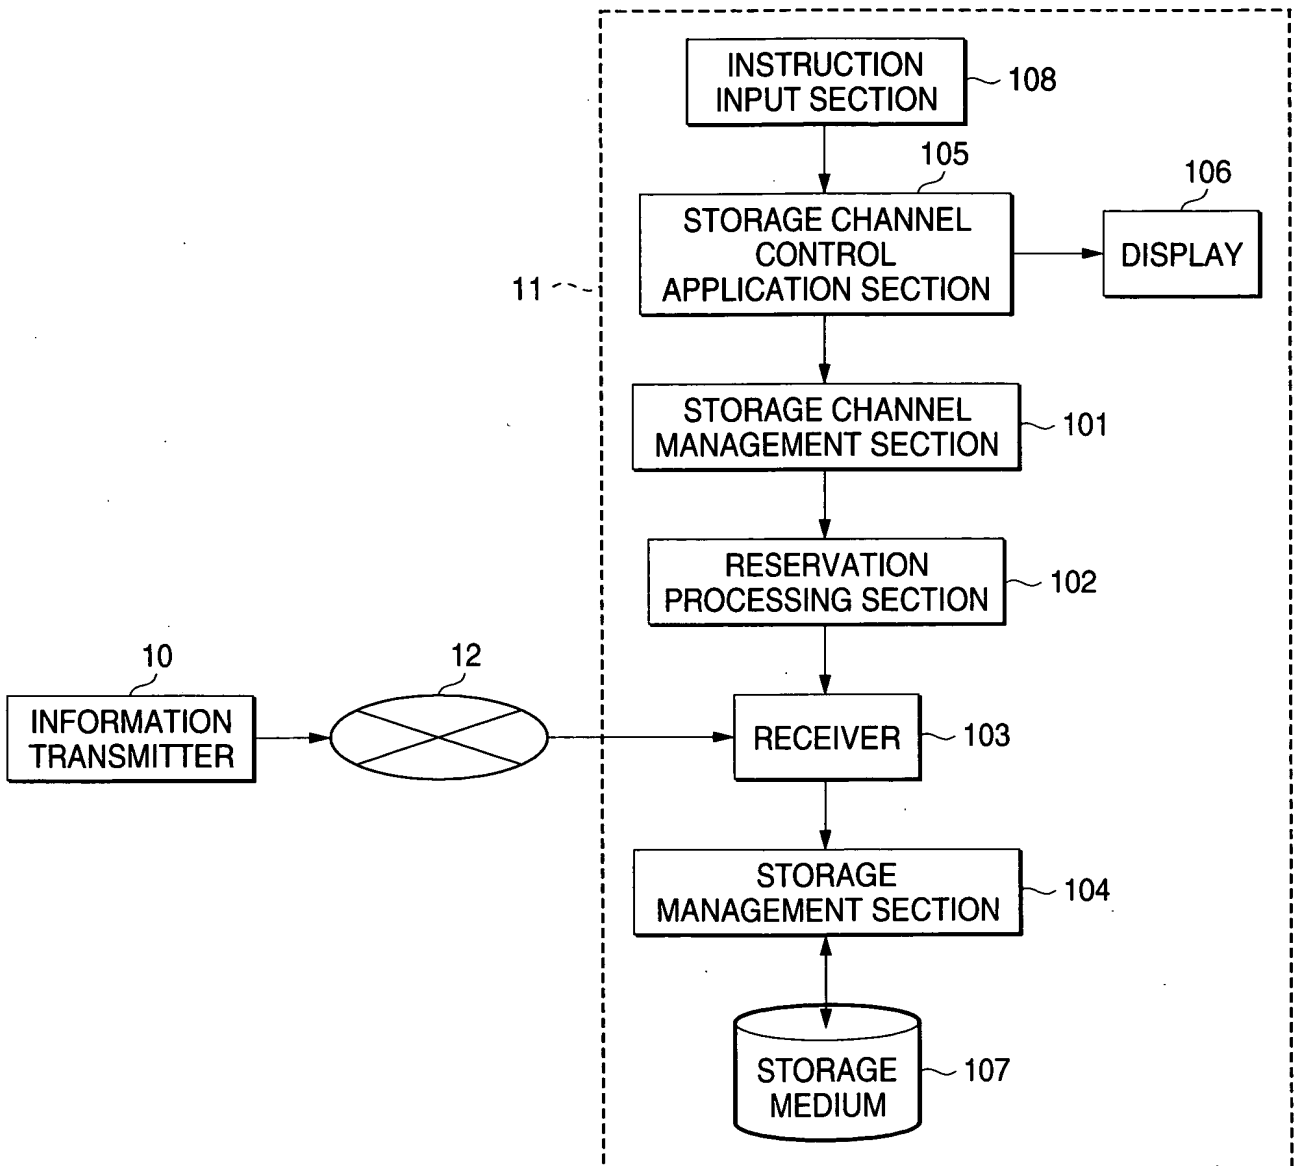 INSTRUCTION
INPUT SECTION
108
105
STORAGE CHANNEL
CONTROL
APPLICATION SECTION
106
DISPLAY
11
STORAGE CHANNEL
MANAGEMENT SECTION
101
RESERVATION
PROCESSING SECTION
102
10
INFORMATION
TRANSMITTER
12
RECEIVER
103
STORAGE
MANAGEMENT SECTION
104
STORAGE
MEDIUM
107